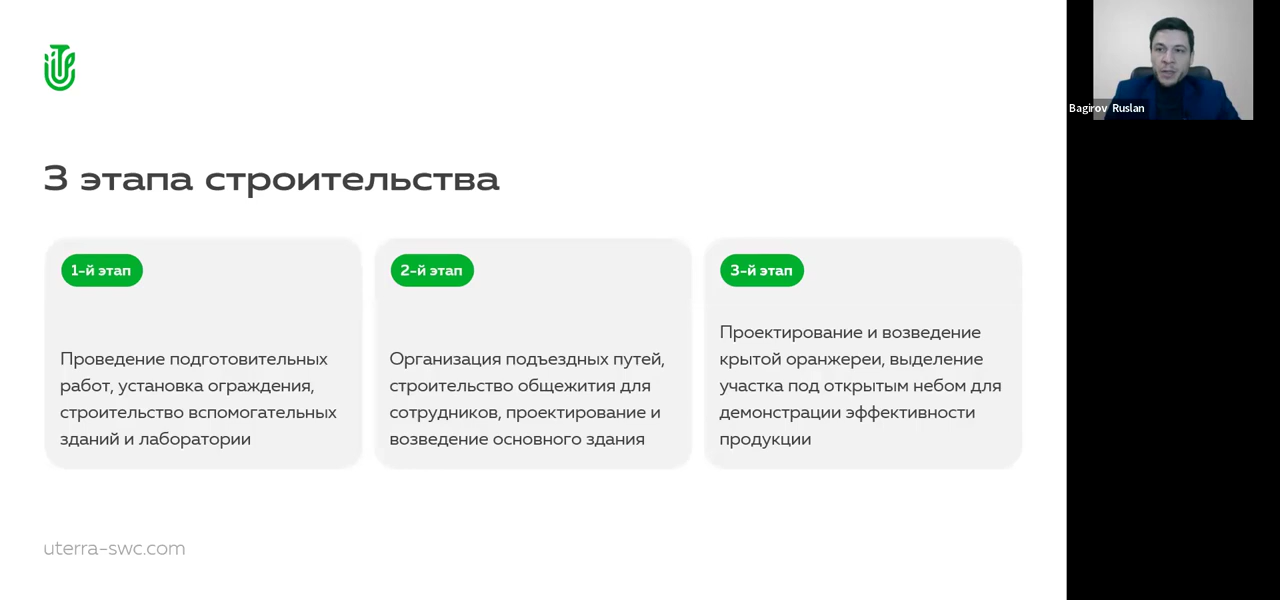 3 этапа строительства
1-й этап
Проведение подготовительных
работ, установка ограждения,
строительство вспомогательных
зданий и лаборатории
2-й этап
Организация подъездных путей,
строительство общежития для
сотрудников, проектирование и
возведение основного здания
3-й этап
Проектирование и возведение
крытой оранжереи, выделение
участка под открытым небом для
демонстрации эффективности
продукции
uterra-swc.com
Bagirov Ruslan